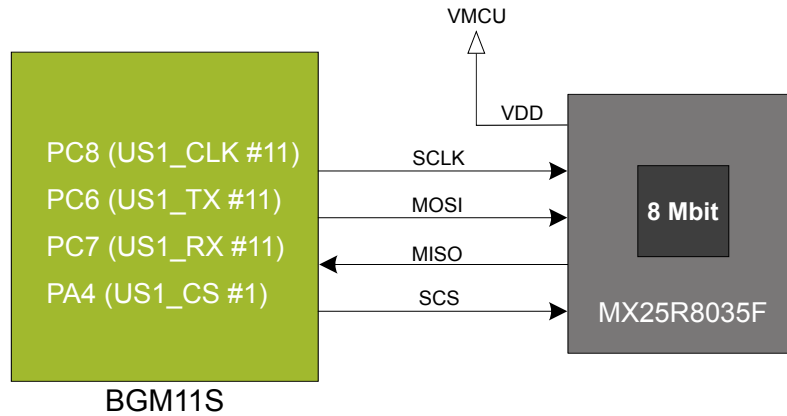 VMCU
VDD
PC8 (US1_CLK #11)
SCLK
PC6 (US1_TX #11)
MOSI
8 Mbit
PC7 (US1_RX #11)
MISO
PA4 (US1_CS #1)
SCS
MX25R8035F
BGM11S